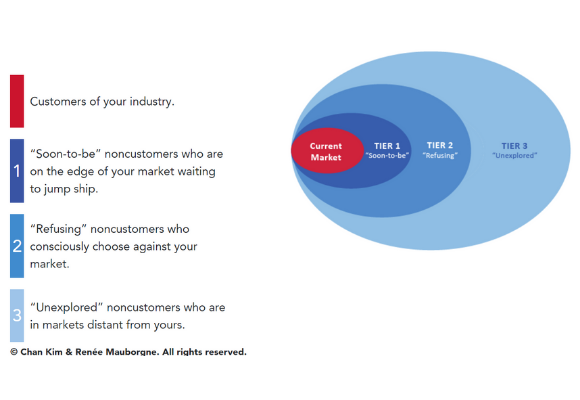 Customers of your industry.
1
“Soon-to-be” noncustomers who are
on the edge of your market waiting
to jump ship.
2
“Refusing” noncustomers who
consciously choose against your
market.
3
“Unexplored” noncustomers who are
in markets distant from yours.
© Chan Kim & Renée Mauborgne. All rights reserved.
Current
Market
TIER 1
"Soon-to-be"
TIER 2
"Refusing"
TIER 3
"Unexplored"